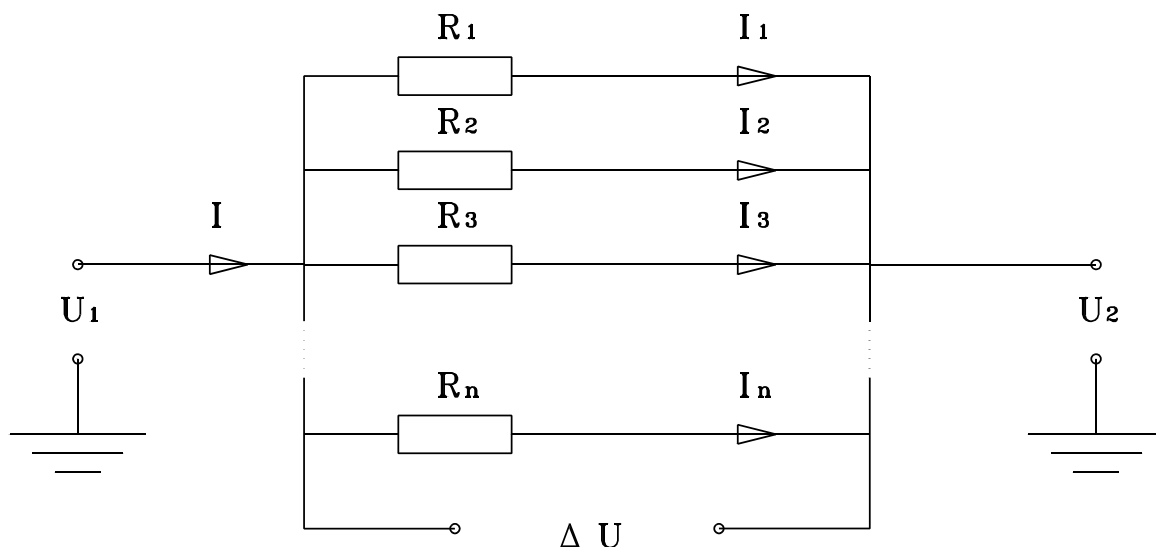 R1 I1
R2 I2
I R3 I3
U1 U2
Rn In
Δ U